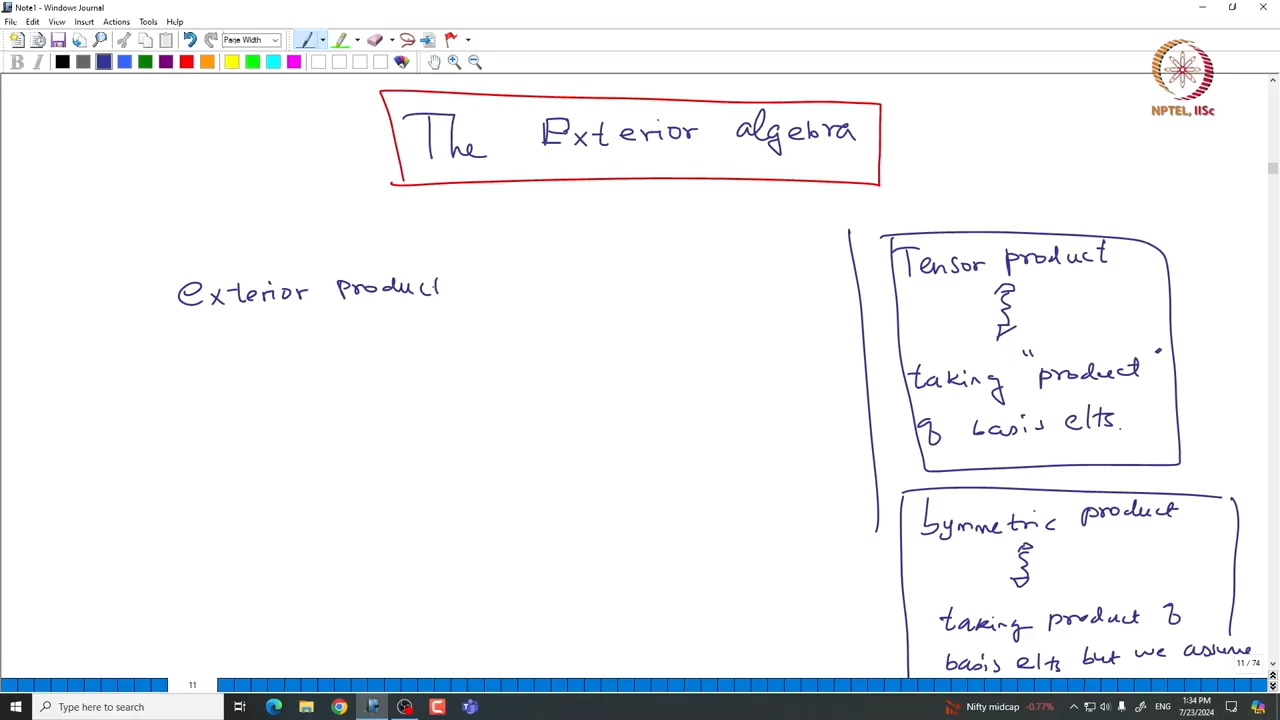 Note1 - Windows Journal
File Edit View Insert Actions Tools Help
Page Width
B I
NPTEL, IISc
The Exterior algebra
exterior product
Tensor product
taking "product"
of basis elts.
Symmetric product
taking product of
basis elts but we assume
11 / 74
11
Type here to search
Nifty midcap -0.77%
ENG
1:34 PM
7/23/2024